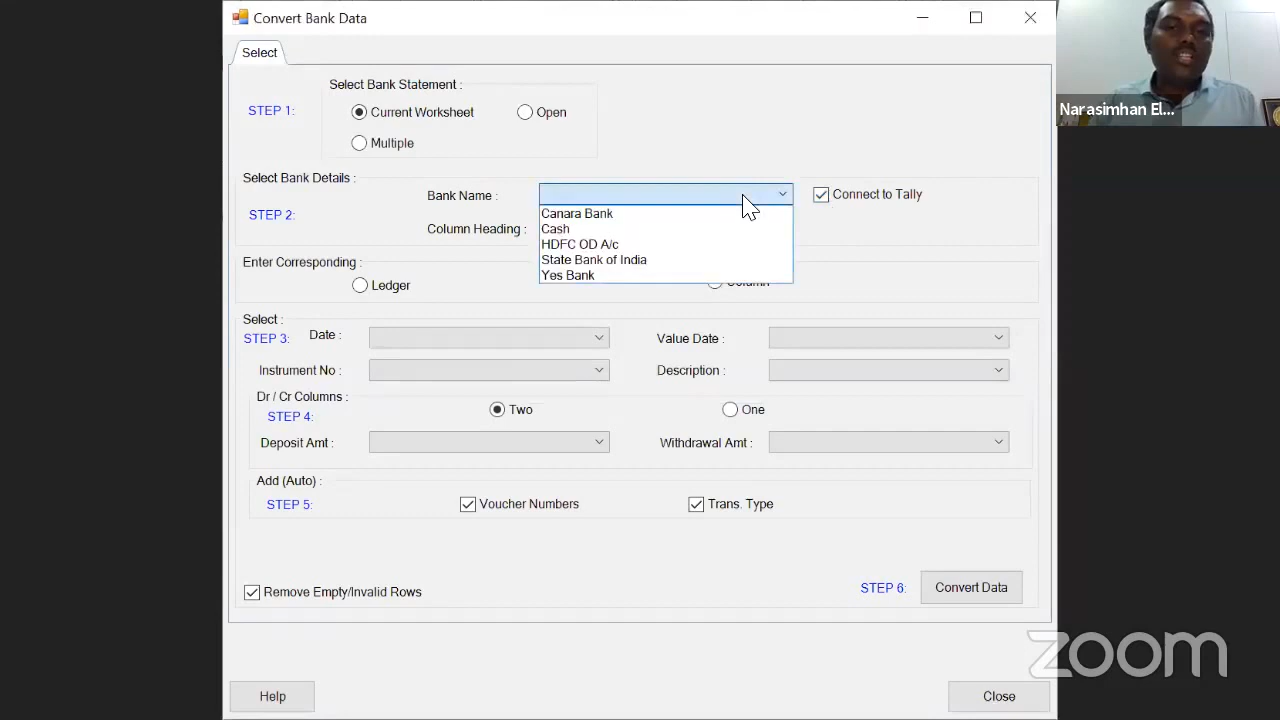 Convert Bank Data
Select
Select Bank Statement :
STEP 1:
Current Worksheet
Open
Multiple
Select Bank Details :
Bank Name :
Connect to Tally
STEP 2:
Canara Bank
Cash
Column Heading :
HDFC OD A/c
State Bank of India
Enter Corresponding :
Yes Bank
Ledger
Column
Select :
STEP 3:
Date :
Value Date :
Instrument No :
Description :
Dr / Cr Columns :
STEP 4:
Two
One
Deposit Amt :
Withdrawal Amt :
Add (Auto) :
STEP 5:
Voucher Numbers
Trans. Type
Remove Empty/Invalid Rows
STEP 6:
Convert Data
Help
Close
Narasimhan El...
zoom